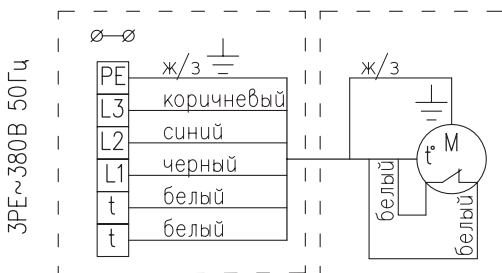 3PE~380В 50Гц
PE ж/з
L3 коричневый
L2 синий
L1 черный
t белый
t белый
ж/з
M
t°
белый
белый